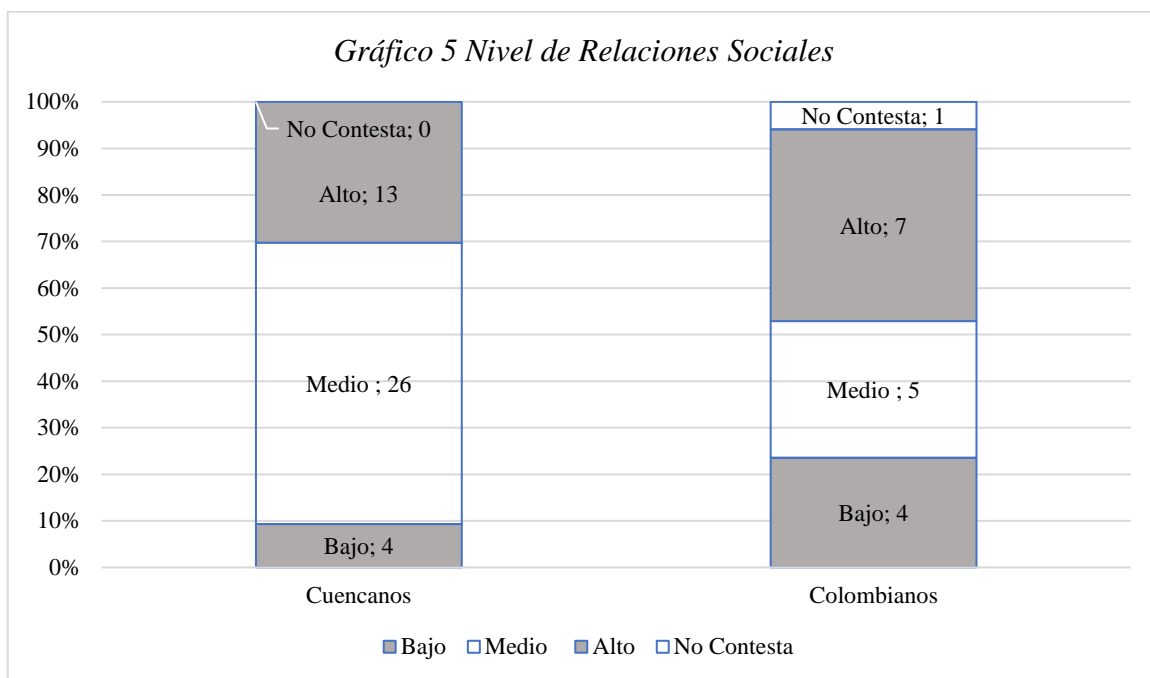 Gráfico 5 Nivel de Relaciones Sociales
100%
90%
80%
70%
60%
50%
40%
30%
20%
10%
0%
No Contesta; 0
Alto; 13
Medio ; 26
Bajo; 4
No Contesta; 1
Alto; 7
Medio ; 5
Bajo; 4
Cuencanos
Colombianos
Bajo
Medio
Alto
No Contesta